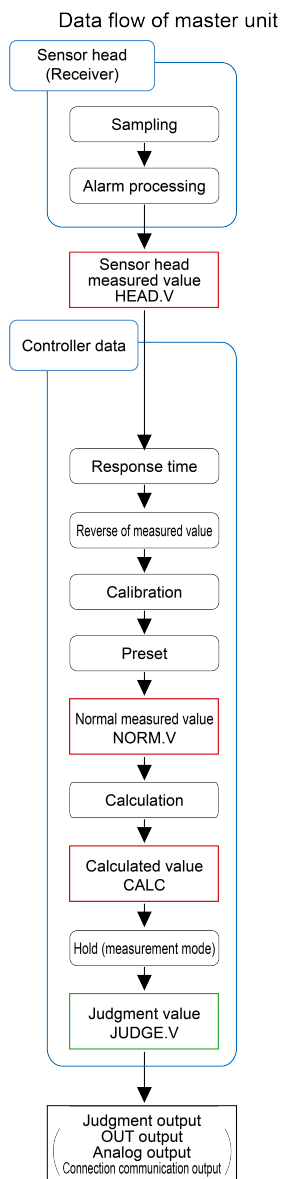 Data flow of master unit
Sensor head
(Receiver)
Sampling
Alarm processing
Sensor head
measured value
HEAD.V
Controller data
Response time
Reverse of measured value
Calibration
Preset
Normal measured value
NORM.V
Calculation
Calculated value
CALC
Hold (measurement mode)
Judgment value
JUDGE.V
Judgment output
OUT output
Analog output
Connection communication output